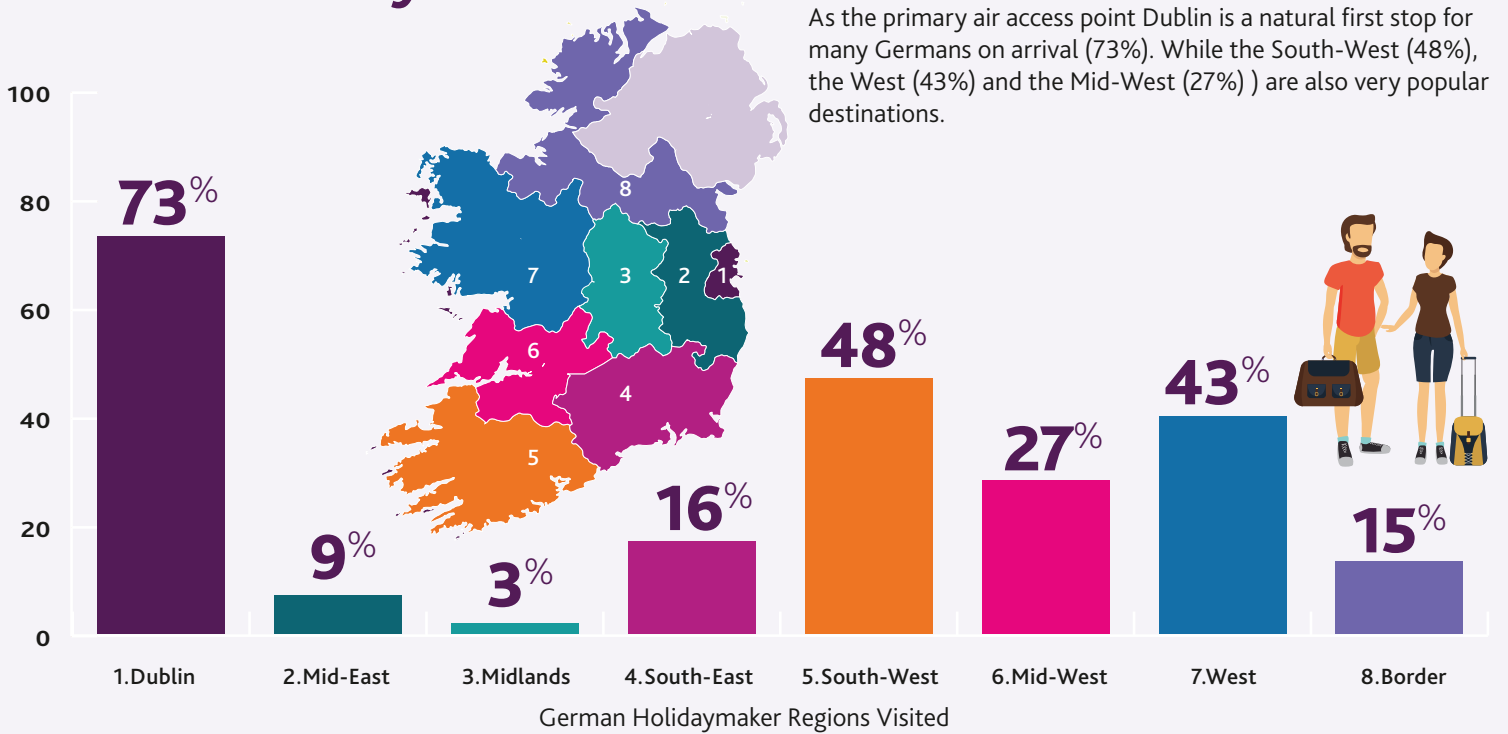 As the primary air access point Dublin is a natural first stop for
many Germans on arrival (73%). While the South-West (48%),
the West (43%) and the Mid-West (27%) ) are also very popular
destinations.
100
80
60
40
20
0
73%
9%
3%
16%
48%
27%
43%
15%
8
7
3
2
1
6
4
5
1.Dublin
2.Mid-East
3.Midlands
4.South-East
5.South-West
6.Mid-West
7.West
8.Border
German Holidaymaker Regions Visited